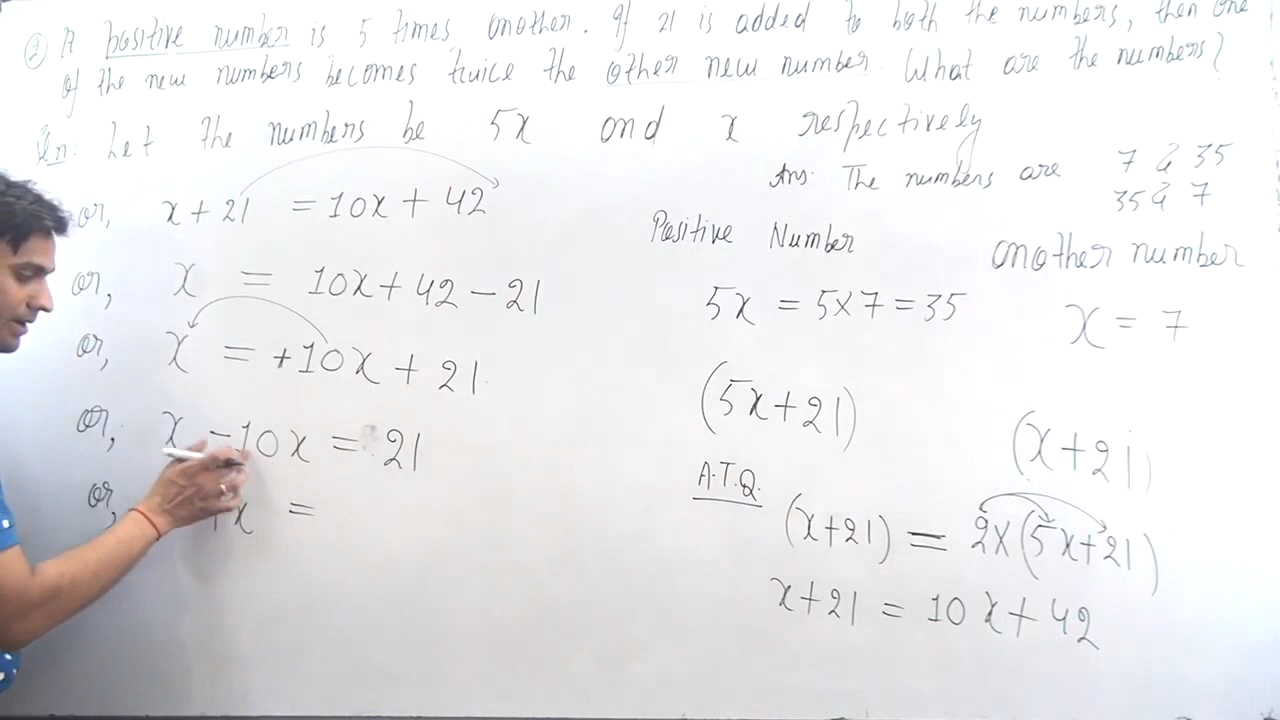 2) A positive number is 5 times another. If 21 is added to both the numbers, then one
of the new numbers becomes twice the other new number. What are the numbers?
Let the numbers be 5x and x respectively
Ans. The numbers are 7 & 35
35 & 7
or, x + 21 = 10x + 42
or, x = 10x + 42 - 21
or, x = +10x + 21
or, x - 10x = 21
or, x =
Positive Number
5x = 5x7 = 35
(5x+21)
another number
x = 7
(x+21)
A.T.Q.
(x+21) = 2x(5x+21)
x+21 = 10x+42